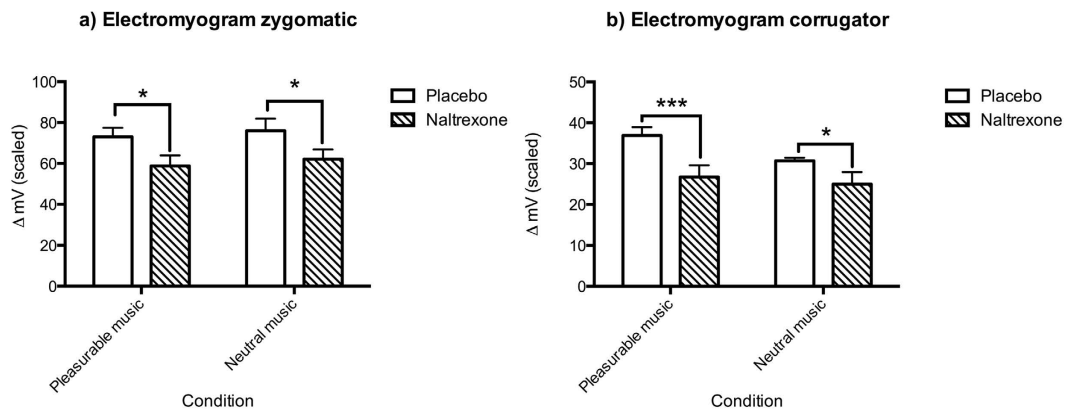 a) Electromyogram zygomatic
100
80
60
40
20
0
Δ mV (scaled)
*
*
Placebo
Naltrexone
Pleasurable music
Neutral music
Condition
b) Electromyogram corrugator
50
40
30
20
10
0
Δ mV (scaled)
***
*
Placebo
Naltrexone
Pleasurable music
Neutral music
Condition